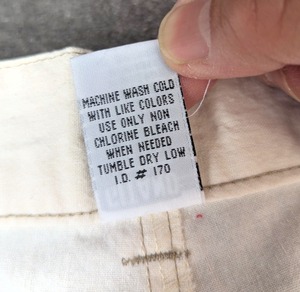 MACHINE WASH COLD
WITH LIKE COLORS
USE ONLY NON
CHLORINE BLEACH
WHEN NEEDED
TUMBLE DRY LOW
I.D. # 170